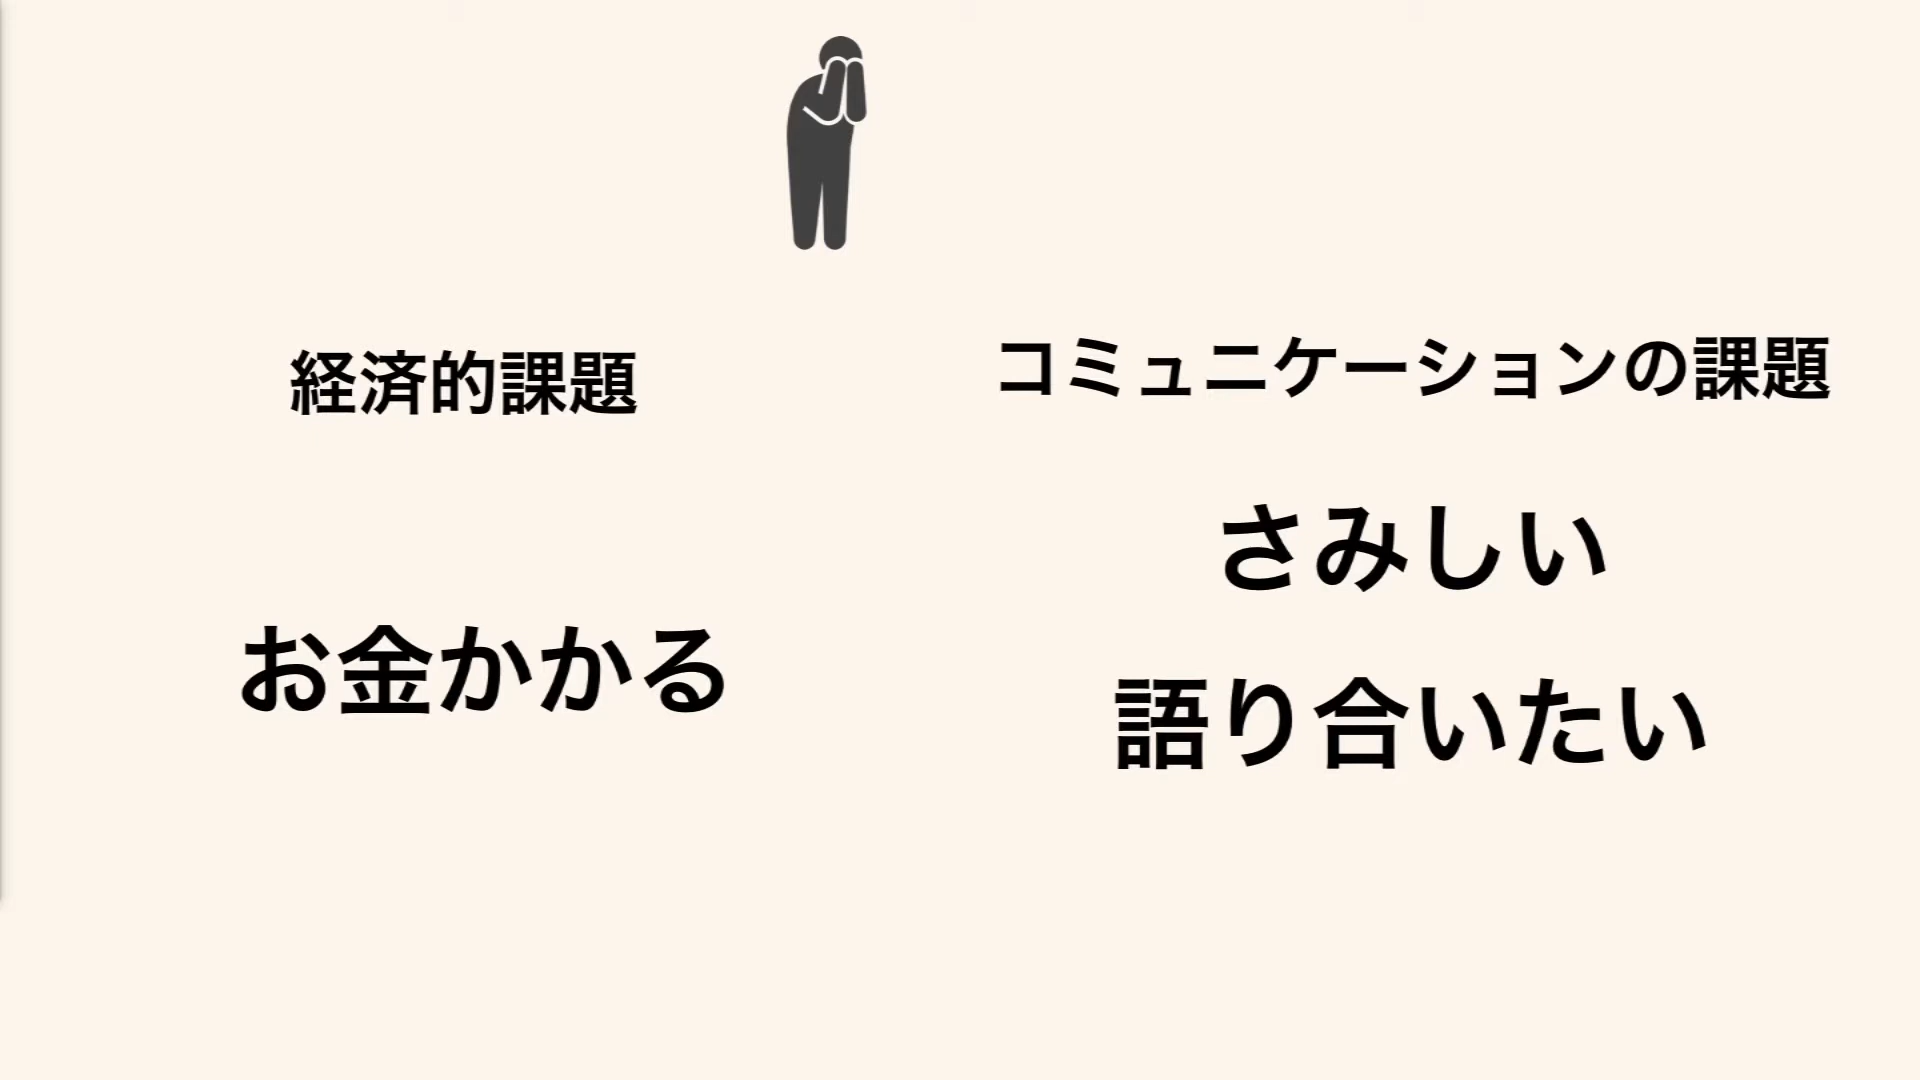 経済的課題
お金かかる
コミュニケーションの課題
さみしい
語り合いたい